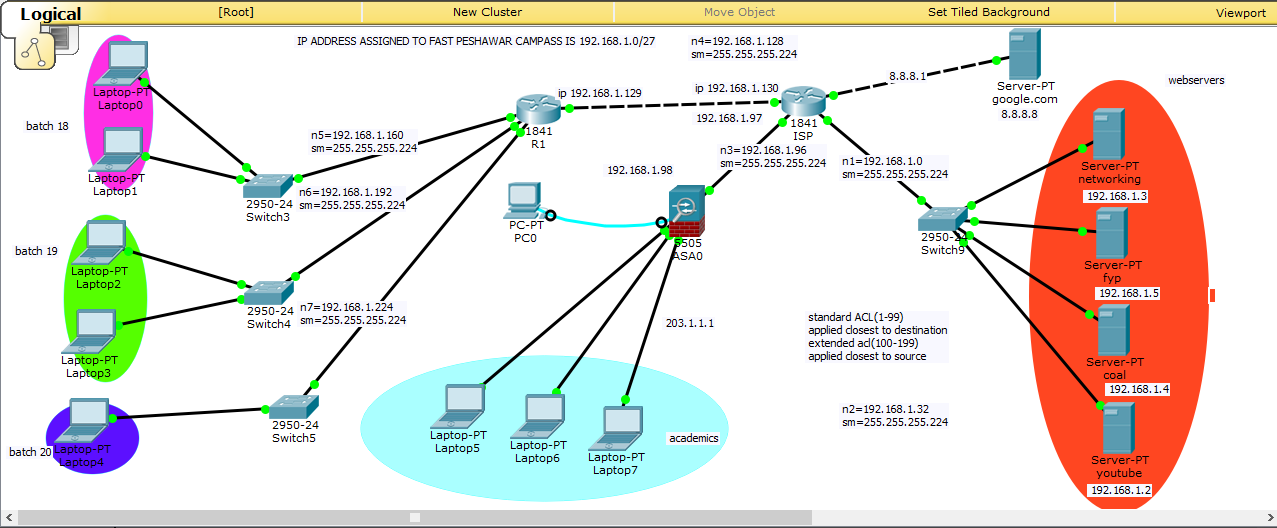 Logical
[Root]
New Cluster
Move Object
Set Tiled Background
Viewport
IP ADDRESS ASSIGNED TO FAST PESHAWAR CAMPASS IS 192.168.1.0/27
n4=192.168.1.128
sm=255.255.255.224
8.8.8.1
Server-PT
google.com
8.8.8.8
webservers
Laptop-PT
Laptop0
batch 18
Laptop-PT
Laptop1
n5=192.168.1.160
sm=255.255.255.224
2950-24
Switch3
ip 192.168.1.129
1841
R1
ip 192.168.1.130
192.168.1.97
1841
ISP
n3=192.168.1.96
sm=255.255.255.224
n1=192.168.1.0
sm=255.255.255.224
n6=192.168.1.192
sm=255.255.255.224
192.168.1.98
PC-PT
PC0
5505
ASA0
2950-24
Switch9
Server-PT
networking
192.168.1.3
Server-PT
fyp
192.168.1.5
Server-PT
coal
192.168.1.4
Server-PT
youtube
192.168.1.2
batch 19
Laptop-PT
Laptop2
Laptop-PT
Laptop3
2950-24
Switch4
n7=192.168.1.224
sm=255.255.255.224
203.1.1.1
standard ACL(1-99)
applied closest to destination
extended acl(100-199)
applied closest to source
n2=192.168.1.32
sm=255.255.255.224
batch 20
Laptop-PT
Laptop4
2950-24
Switch5
Laptop-PT
Laptop5
Laptop-PT
Laptop6
Laptop-PT
Laptop7
academics